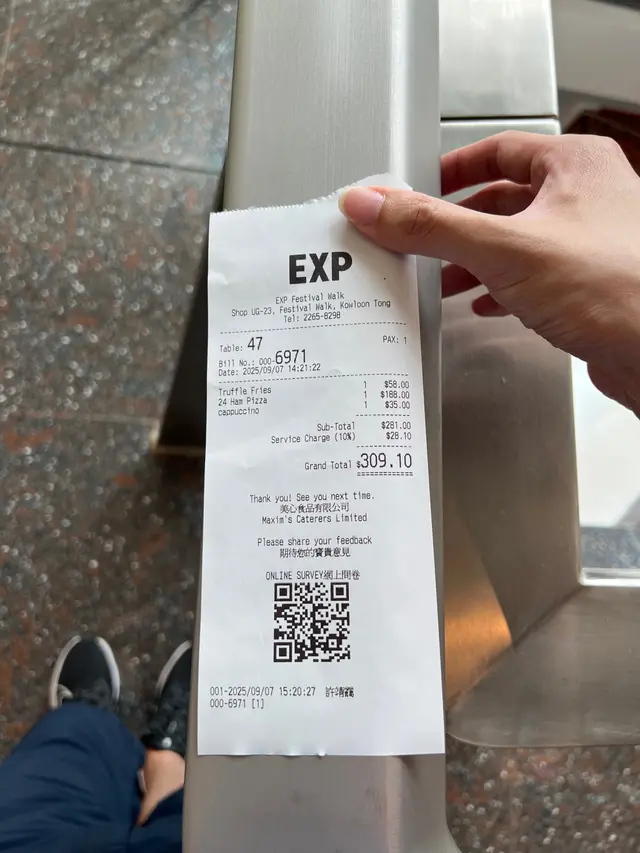 EXP
EXP Festival Walk
Shop UG-23, Festival Walk, Kowloon Tong
Tel: 2265-8298
Table: 47 PAX: 1
Bill No.: 000-6971
Date: 2025/09/07 14:21:22
Truffle Fries 1 $58.00
24 Ham Pizza 1 $188.00
cappuccino 1 $35.00
Sub-Total $281.00
Service Charge (10%) $28.10
Grand Total $309.10
Thank you! See you next time.
美心食品有限公司
Maxim's Caterers Limited
Please share your feedback
期待您的寶貴意見
ONLINE SURVEY網上問卷
001-2025/09/07 15:20:27
000-6971 [1]